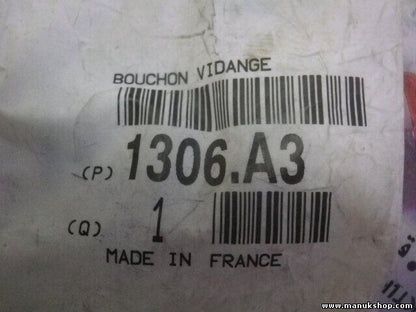 BOUCHON VIDANGE
(P) 1306.A3
(Q) 1
MADE IN FRANCE
www.manukshop.com